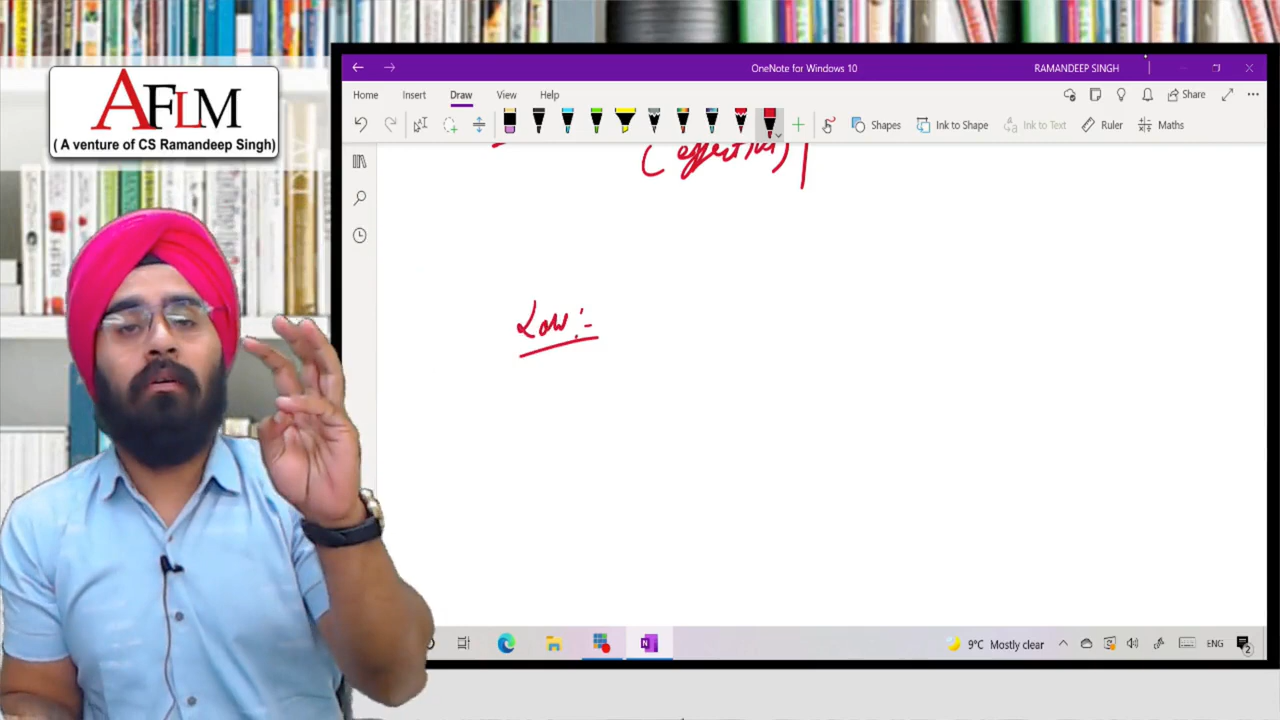 AFLM
( A venture of CS Ramandeep Singh)
OneNote for Windows 10
RAMANDEEP SINGH
Home Insert Draw View Help
Share
Shapes Ink to Shape Ink to Text Ruler Maths
Law:-
9°C Mostly clear
ENG
2